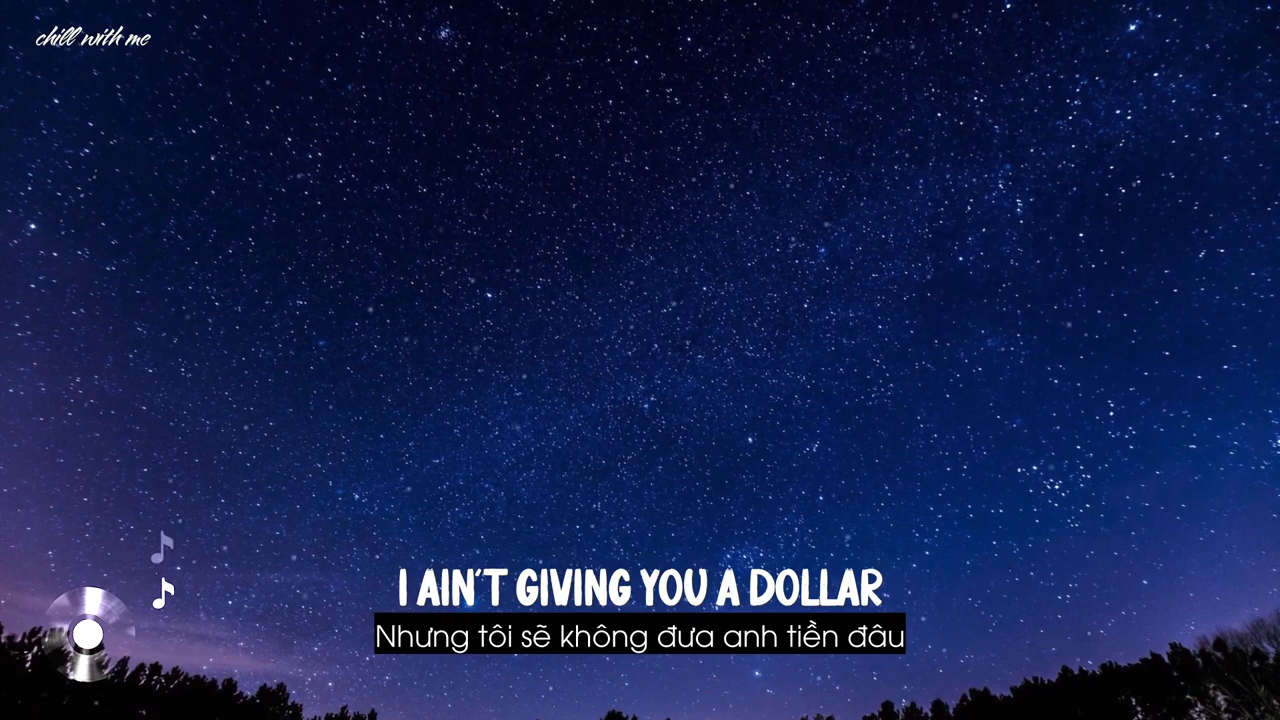 chill with me
I AIN'T GIVING YOU A DOLLAR
Nhưng tôi sẽ không đưa anh tiền đâu